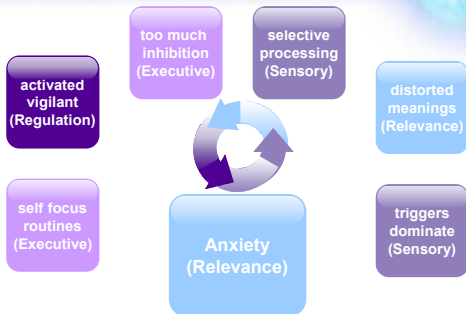 too much
inhibition
(Executive)
selective
processing
(Sensory)
activated
vigilant
(Regulation)
distorted
meanings
(Relevance)
self focus
routines
(Executive)
Anxiety
(Relevance)
triggers
dominate
(Sensory)